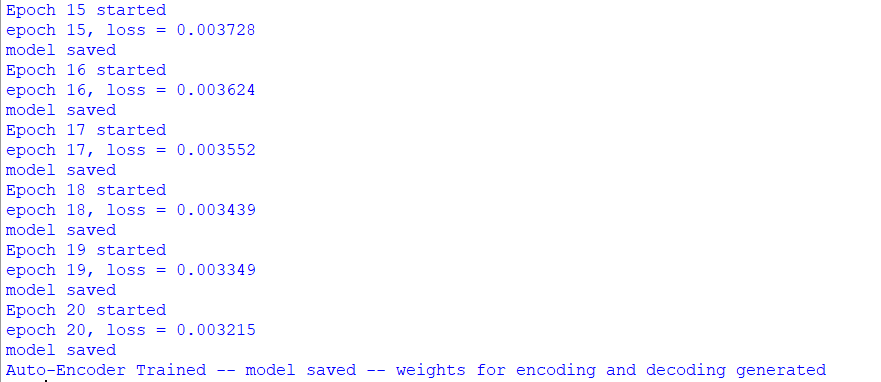 Epoch 15 started
epoch 15, loss = 0.003728
model saved
Epoch 16 started
epoch 16, loss = 0.003624
model saved
Epoch 17 started
epoch 17, loss = 0.003552
model saved
Epoch 18 started
epoch 18, loss = 0.003439
model saved
Epoch 19 started
epoch 19, loss = 0.003349
model saved
Epoch 20 started
epoch 20, loss = 0.003215
model saved
Auto-Encoder Trained -- model saved -- weights for encoding and decoding generated